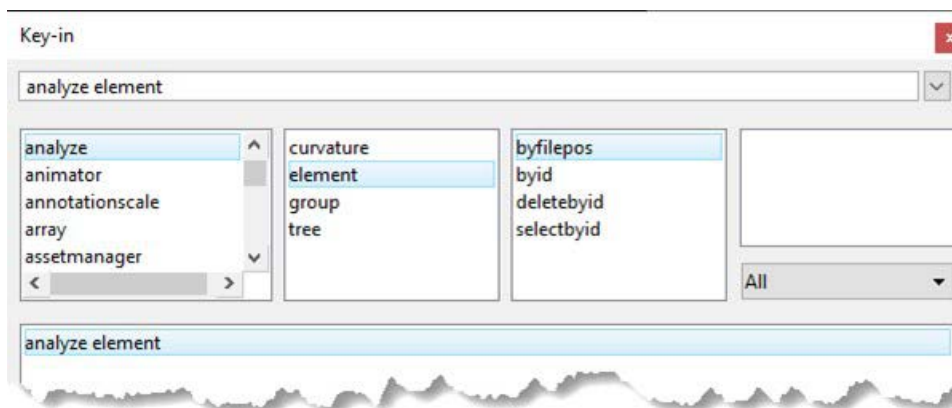 Key-in
x
analyze element
analyze
animator
annotationscale
array
assetmanager
curvature
element
group
tree
byfilepos
byid
deletebyid
selectbyid
All
analyze element